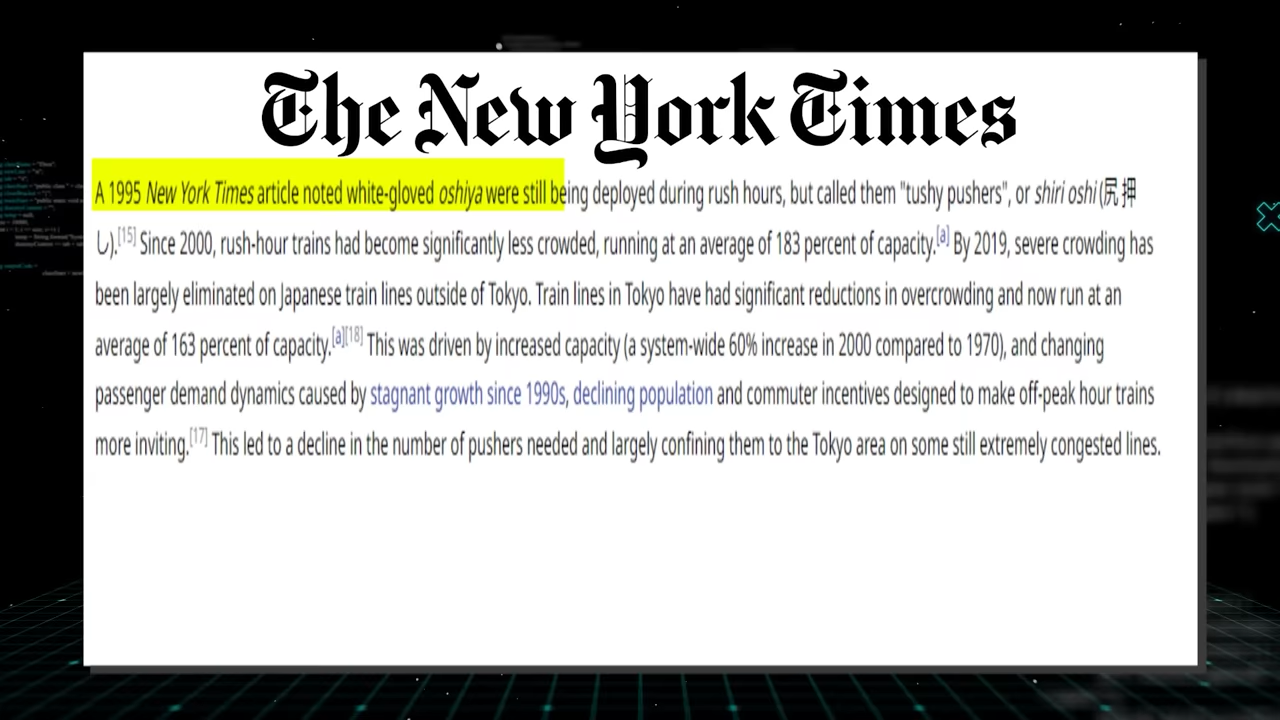 The New York Times
A 1995 New York Times article noted white-gloved oshiya were still being deployed during rush hours, but called them "tushy pushers", or shiri oshi (尻押
し).[15] Since 2000, rush-hour trains had become significantly less crowded, running at an average of 183 percent of capacity.[a] By 2019, severe crowding has
been largely eliminated on Japanese train lines outside of Tokyo. Train lines in Tokyo have had significant reductions in overcrowding and now run at an
average of 163 percent of capacity.[a][18] This was driven by increased capacity (a system-wide 60% increase in 2000 compared to 1970), and changing
passenger demand dynamics caused by stagnant growth since 1990s, declining population and commuter incentives designed to make off-peak hour trains
more inviting.[17] This led to a decline in the number of pushers needed and largely confining them to the Tokyo area on some still extremely congested lines.